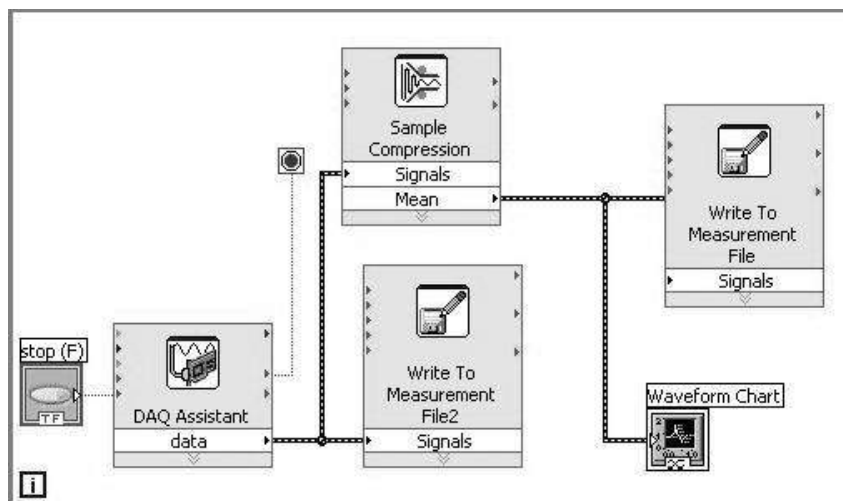 Sample
Compression
Signals
Mean
Write To
Measurement
File
Signals
stop (F)
TF
DAQ Assistant
data
Write To
Measurement
File2
Signals
Waveform Chart
i